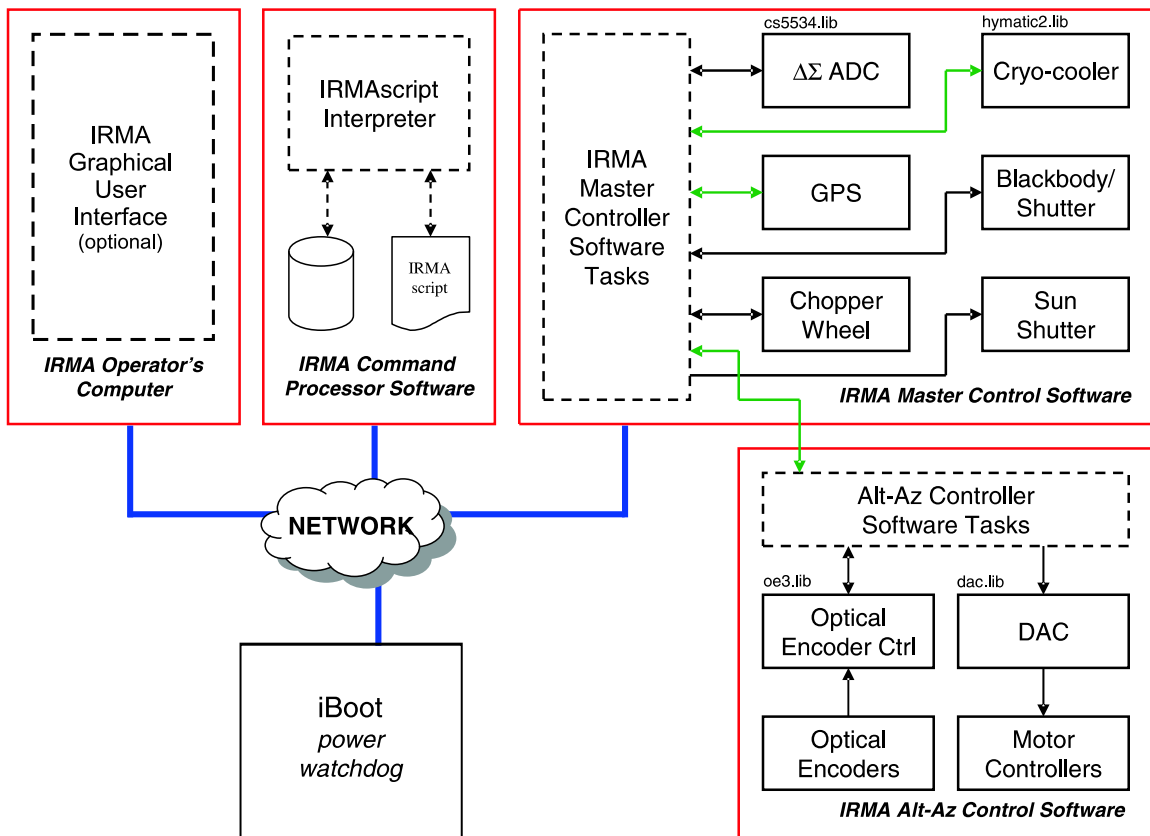 IRMA
Graphical
User
Interface
(optional)
IRMA Operator's
Computer
IRMAscript
Interpreter
IRMA
script
IRMA Command
Processor Software
IRMA
Master
Controller
Software
Tasks
cs5534.lib
ΔΣ ADC
hymatic2.lib
Cryo-cooler
GPS
Blackbody/
Shutter
Chopper
Wheel
Sun
Shutter
IRMA Master Control Software
NETWORK
iBoot
power
watchdog
Alt-Az Controller
Software Tasks
oe3.lib
Optical
Encoder Ctrl
dac.lib
DAC
Optical
Encoders
Motor
Controllers
IRMA Alt-Az Control Software